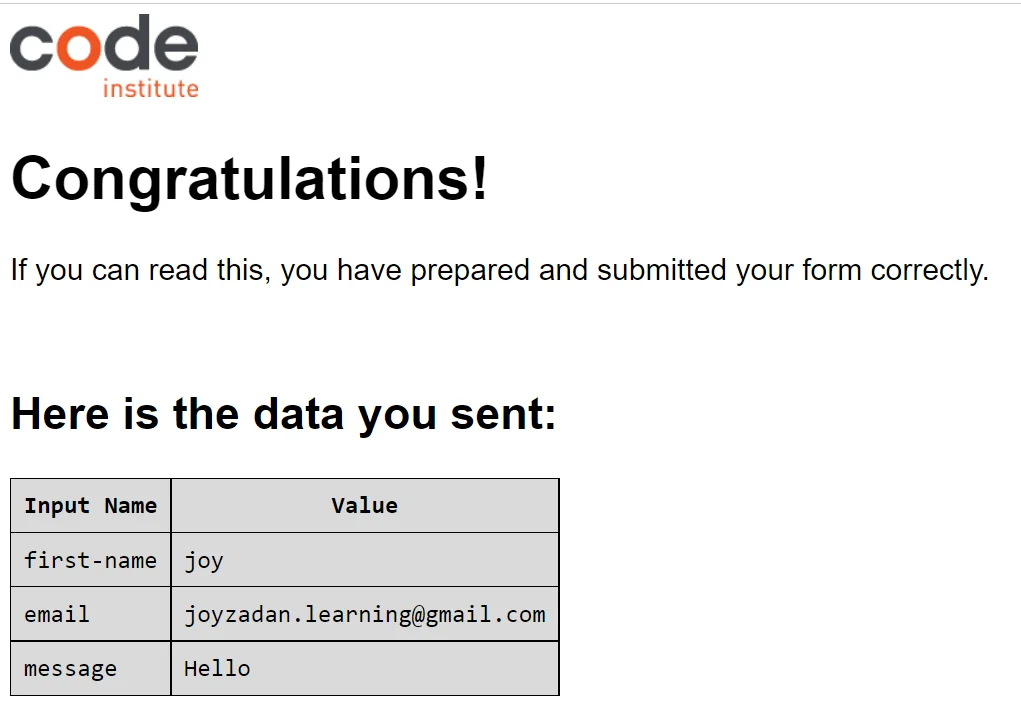 code
institute
Congratulations!
If you can read this, you have prepared and submitted your form correctly.
Here is the data you sent:
Input Name Value
first-name joy
email joyzadan.learning@gmail.com
message Hello